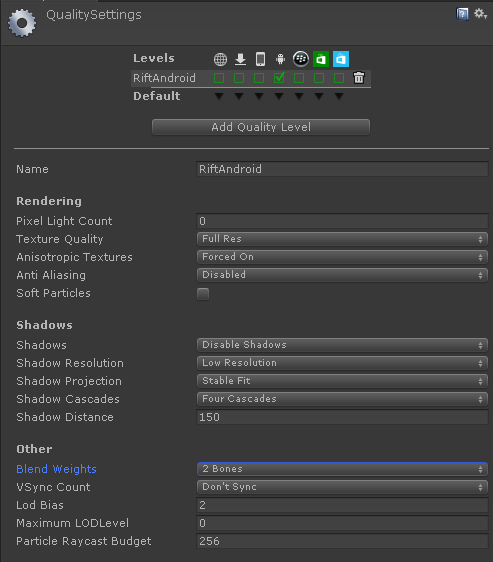 QualitySettings
Levels
RiftAndroid
Default
Add Quality Level
Name RiftAndroid
Rendering
Pixel Light Count 0
Texture Quality Full Res
Anisotropic Textures Forced On
Anti Aliasing Disabled
Soft Particles
Shadows
Shadows Disable Shadows
Shadow Resolution Low Resolution
Shadow Projection Stable Fit
Shadow Cascades Four Cascades
Shadow Distance 150
Other
Blend Weights 2 Bones
VSync Count Don't Sync
Lod Bias 2
Maximum LODLevel 0
Particle Raycast Budget 256